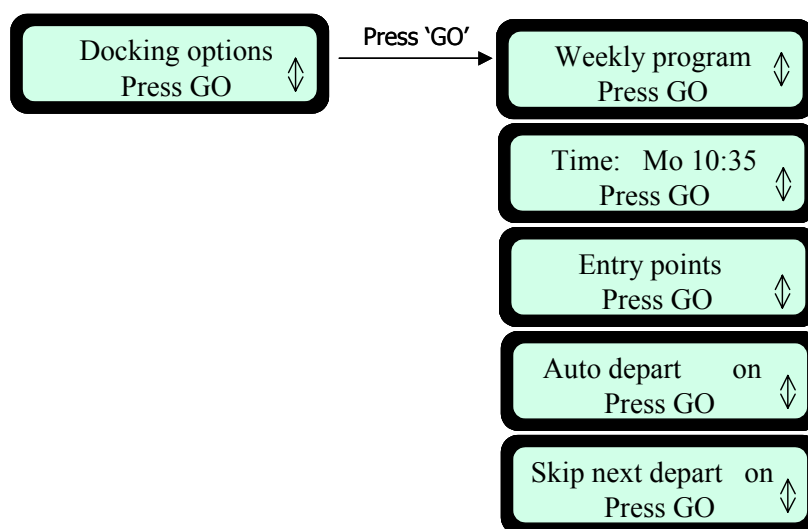 Docking options
Press GO
Press ‘GO’
Weekly program
Press GO
Time: Mo 10:35
Press GO
Entry points
Press GO
Auto depart on
Press GO
Skip next depart on
Press GO